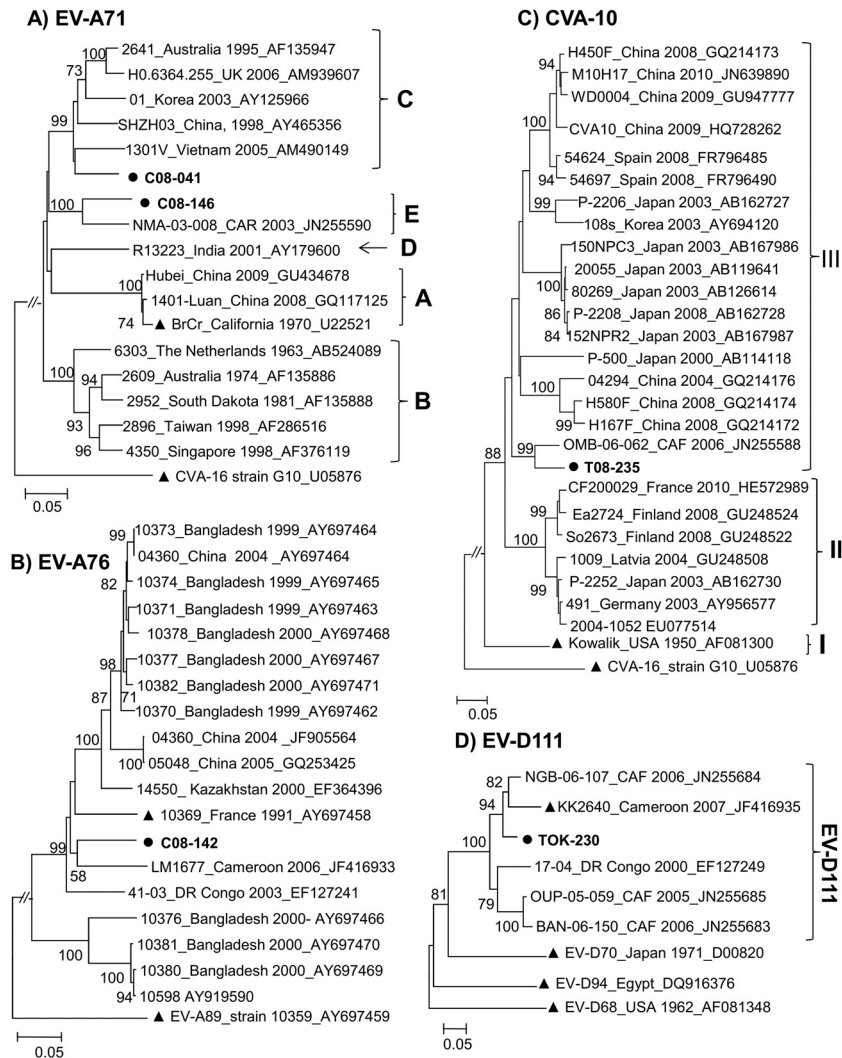 A) EV-A71
100
2641_Australia 1995_AF135947
73
H0.6364.255_UK 2006_AM939607
01_Korea 2003_AY125966
C
99
SHZH03_China, 1998_AY465356
1301V_Vietnam 2005_AM490149
● C08-041
● C08-146
100
E
NMA-03-008_CAR 2003_JN255590
R13223_India 2001_AY179600
D
Hubei_China 2009_GU434678
100
1401-Luan_China 2008_GQ117125
A
74
▲ BrCr_California 1970_U22521
6303_The Netherlands 1963_AB524089
100
94
2609_Australia 1974_AF135886
2952_South Dakota 1981_AF135888
B
93
2896_Taiwan 1998_AF286516
96
4350_Singapore 1998_AF376119
▲ CVA-16 strain G10_U05876
0.05
B) EV-A76
99
10373_Bangladesh 1999_AY697464
04360_China 2004 _AY697464
82
10374_Bangladesh 1999_AY697465
10371_Bangladesh 1999_AY697463
10378_Bangladesh 2000_AY697468
98
10377_Bangladesh 2000_AY697467
10382_Bangladesh 2000_AY697471
87
71
10370_Bangladesh 1999_AY697462
100
04360_China 2004 _JF905564
100
05048_China 2005_GQ253425
14550_ Kazakhstan 2000_EF364396
▲ 10369_France 1991_AY697458
● C08-142
99
LM1677_Cameroon 2006_JF416933
58
41-03_DR Congo 2003_EF127241
10376_Bangladesh 2000- AY697466
100
10381_Bangladesh 2000_AY697470
100
10380_Bangladesh 2000_AY697469
94
10598 AY919590
▲ EV-A89_strain 10359_AY697459
0.05
C) CVA-10
H450F_China 2008_GQ214173
94
M10H17_China 2010_JN639890
WD0004_China 2009_GU947777
100
CVA10_China 2009_HQ728262
54624_Spain 2008_FR796485
94
54697_Spain 2008_ FR796490
99
P-2206_Japan 2003_AB162727
108s_Korea 2003_AY694120
150NPC3_Japan 2003_AB167986
III
20055_Japan 2003_AB119641
100
80269_Japan 2003_AB126614
86
P-2208_Japan 2008_AB162728
84
152NPR2_Japan 2003_AB167987
P-500_Japan 2000_AB114118
100
04294_China 2004_GQ214176
H580F_China 2008_GQ214174
99
H167F_China 2008_GQ214172
88
99
OMB-06-062_CAF 2006_JN255588
● T08-235
CF200029_France 2010_HE572989
99
Ea2724_Finland 2008_GU248524
100
So2673_Finland 2008_GU248522
II
1009_Latvia 2004_GU248508
99
P-2252_Japan 2003_AB162730
491_Germany 2003_AY956577
2004-1052 EU077514
▲ Kowalik_USA 1950_AF081300
I
▲ CVA-16_strain G10_U05876
0.05
D) EV-D111
82
NGB-06-107_CAF 2006_JN255684
94
▲ KK2640_Cameroon 2007_JF416935
100
● TOK-230
EV-D111
17-04_DR Congo 2000_EF127249
79
OUP-05-059_CAF 2005_JN255685
81
100
BAN-06-150_CAF 2006_JN255683
▲ EV-D70_Japan 1971_D00820
▲ EV-D94_Egypt_DQ916376
▲ EV-D68_USA 1962_AF081348
0.05